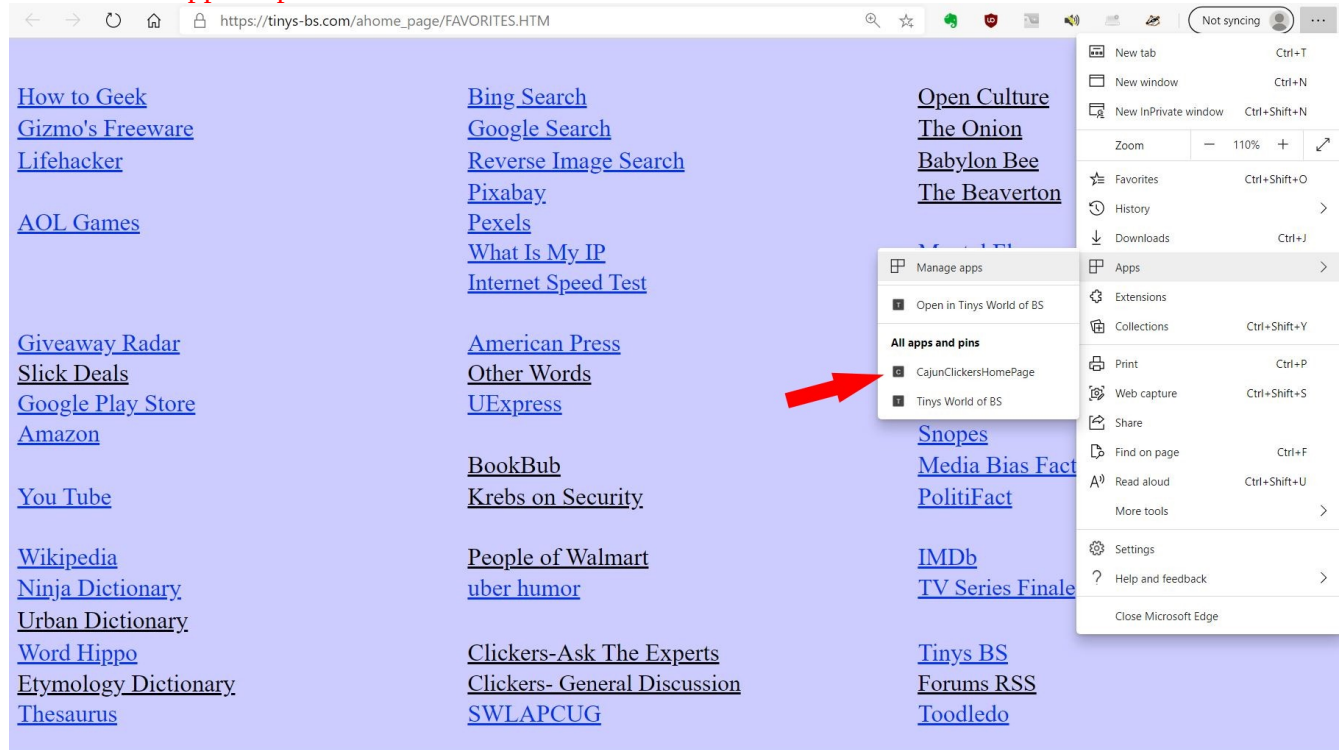 https://tinys-bs.com/ahome_page/FAVORITES.HTM
Not syncing
How to Geek
Gizmo's Freeware
Lifehacker
AOL Games
Giveaway Radar
Slick Deals
Google Play Store
Amazon
You Tube
Wikipedia
Ninja Dictionary
Urban Dictionary
Word Hippo
Etymology Dictionary
Thesaurus
Bing Search
Google Search
Reverse Image Search
Pixabay
Pexels
What Is My IP
Internet Speed Test
American Press
Other Words
UExpress
BookBub
Krebs on Security
People of Walmart
uber humor
Clickers-Ask The Experts
Clickers- General Discussion
SWLAPCUG
Open Culture
The Onion
Babylon Bee
The Beaverton
Snopes
Media Bias Fact
PolitiFact
IMDb
TV Series Finale
Tinys BS
Forums RSS
Toodledo
Manage apps
Open in Tinys World of BS
All apps and pins
C CajunClickersHomePage
T Tinys World of BS
New tab Ctrl+T
New window Ctrl+N
New InPrivate window Ctrl+Shift+N
Zoom — 110% +
Favorites Ctrl+Shift+O
History
Downloads Ctrl+J
Apps
Extensions
Collections Ctrl+Shift+Y
Print Ctrl+P
Web capture Ctrl+Shift+S
Share
Find on page Ctrl+F
Read aloud Ctrl+Shift+U
More tools
Settings
Help and feedback
Close Microsoft Edge